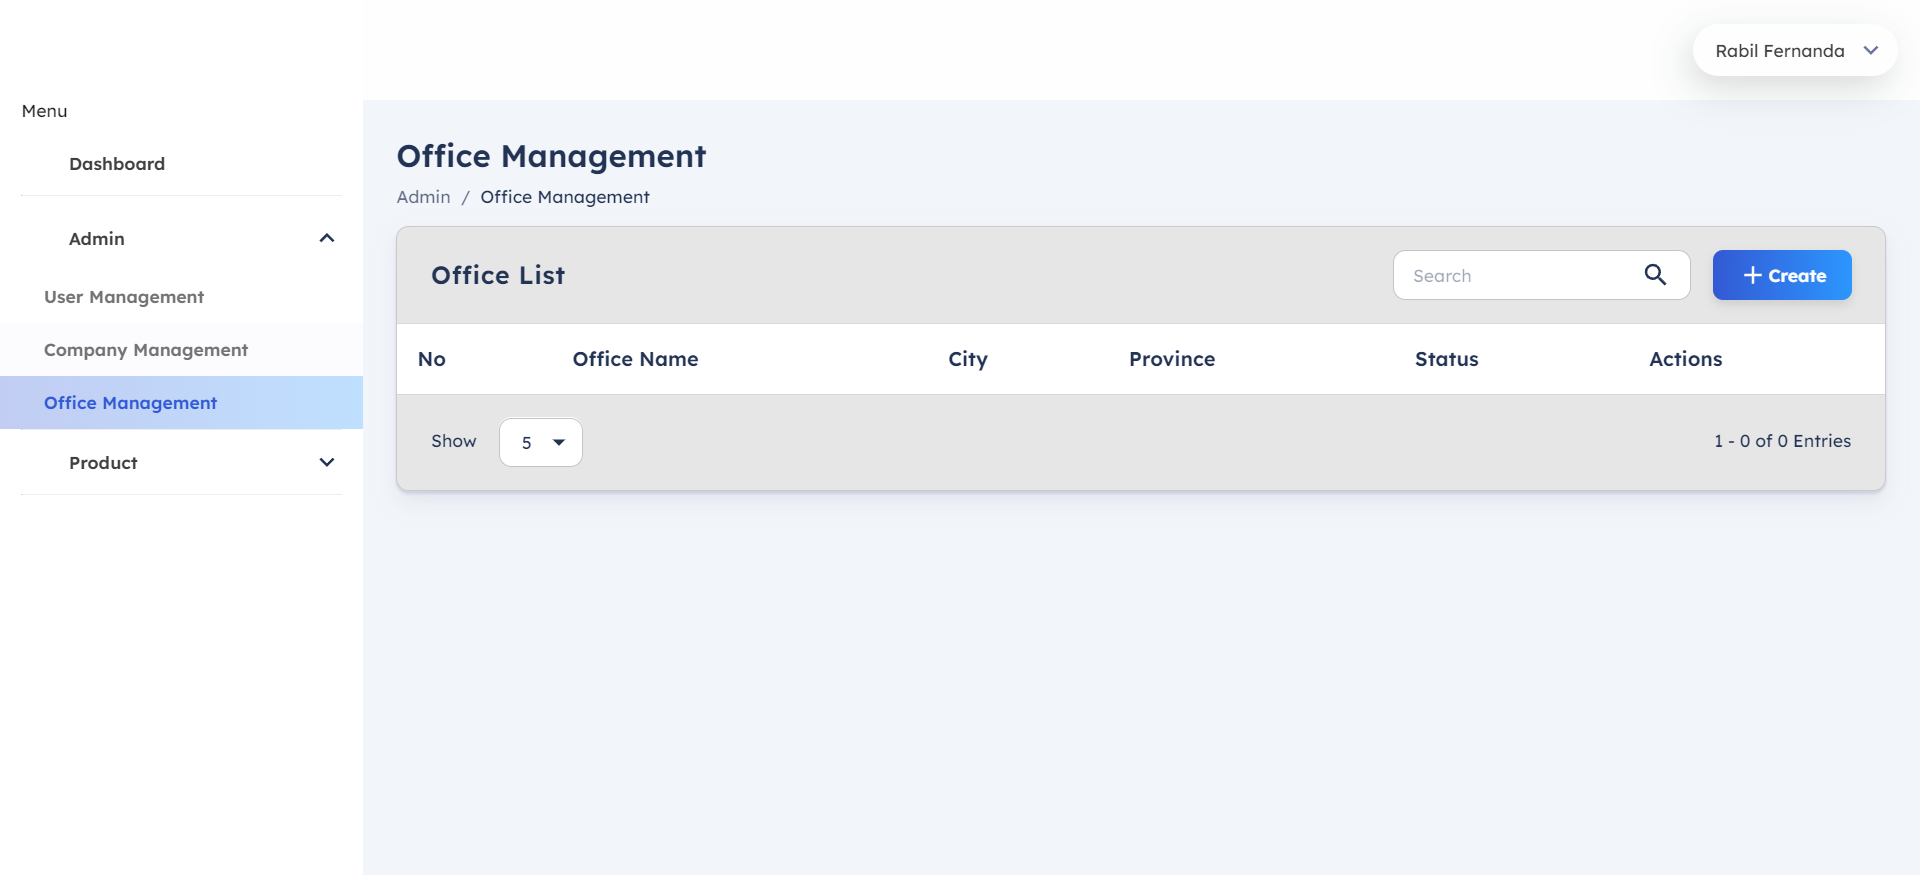 Rabil Fernanda
Menu
Dashboard
Admin
User Management
Company Management
Office Management
Product
Office Management
Admin / Office Management
Office List
Search
Create
No Office Name City Province Status Actions
Show 5
1 - 0 of 0 Entries